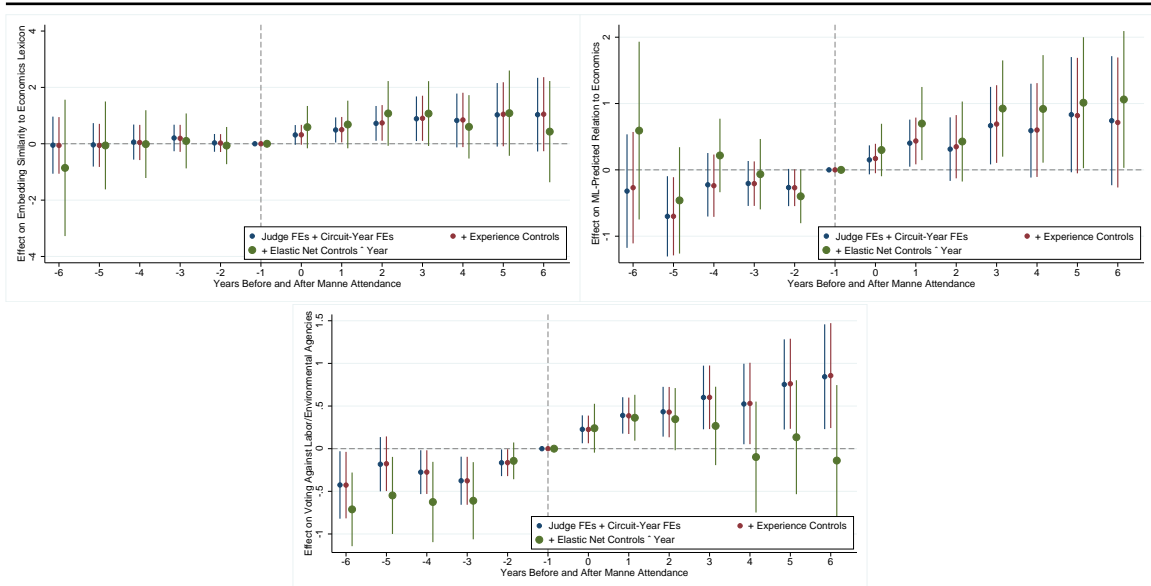 Effect on Embedding Similarity to Economics Lexicon
4
2
0
-2
-4
Judge FEs + Circuit-Year FEs
+ Experience Controls
+ Elastic Net Controls ˆ Year
-6 -5 -4 -3 -2 -1 0 1 2 3 4 5 6
Years Before and After Manne Attendance
Effect on ML-Predicted Relation to Economics
2
1
0
-1
Judge FEs + Circuit-Year FEs
+ Experience Controls
+ Elastic Net Controls ˆ Year
-6 -5 -4 -3 -2 -1 0 1 2 3 4 5 6
Years Before and After Manne Attendance
Effect on Voting Against Labor/Environmental Agencies
1.5
1
.5
0
-.5
-1
Judge FEs + Circuit-Year FEs
+ Experience Controls
+ Elastic Net Controls ˆ Year
-6 -5 -4 -3 -2 -1 0 1 2 3 4 5 6
Years Before and After Manne Attendance